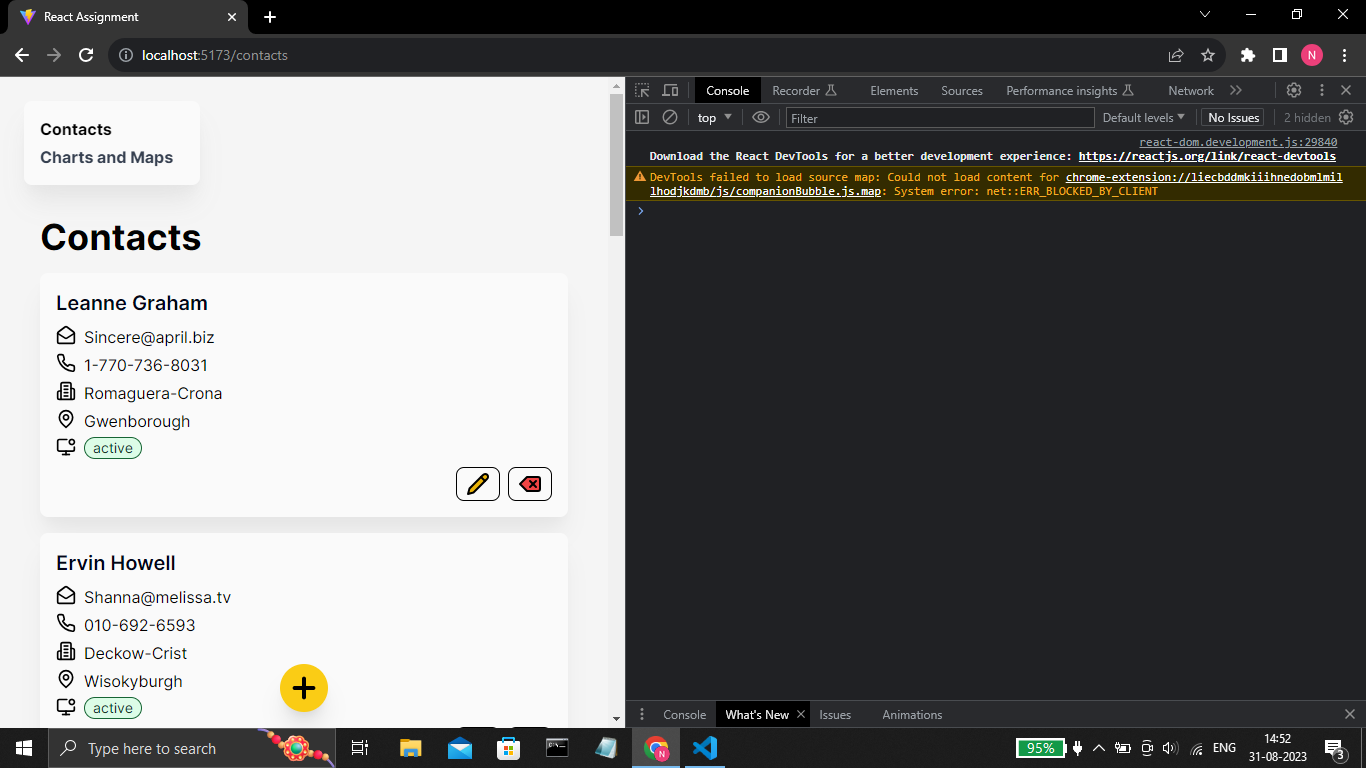 React Assignment
localhost:5173/contacts
N
Contacts
Charts and Maps
Contacts
Leanne Graham
Sincere@april.biz
1-770-736-8031
Romaguera-Crona
Gwenborough
active
Ervin Howell
Shanna@melissa.tv
010-692-6593
Deckow-Crist
Wisokyburgh
active
Console Recorder Elements Sources Performance insights Network
top Filter Default levels No Issues 2 hidden
react-dom.development.js:29840
Download the React DevTools for a better development experience: https://reactjs.org/link/react-devtools
DevTools failed to load source map: Could not load content for chrome-extension://liecbddmkiiihnedobmlmil
lhodjkdmb/js/companionBubble.js.map: System error: net::ERR_BLOCKED_BY_CLIENT
Console What's New Issues Animations
Type here to search
N
95%
ENG
14:52
31-08-2023
3